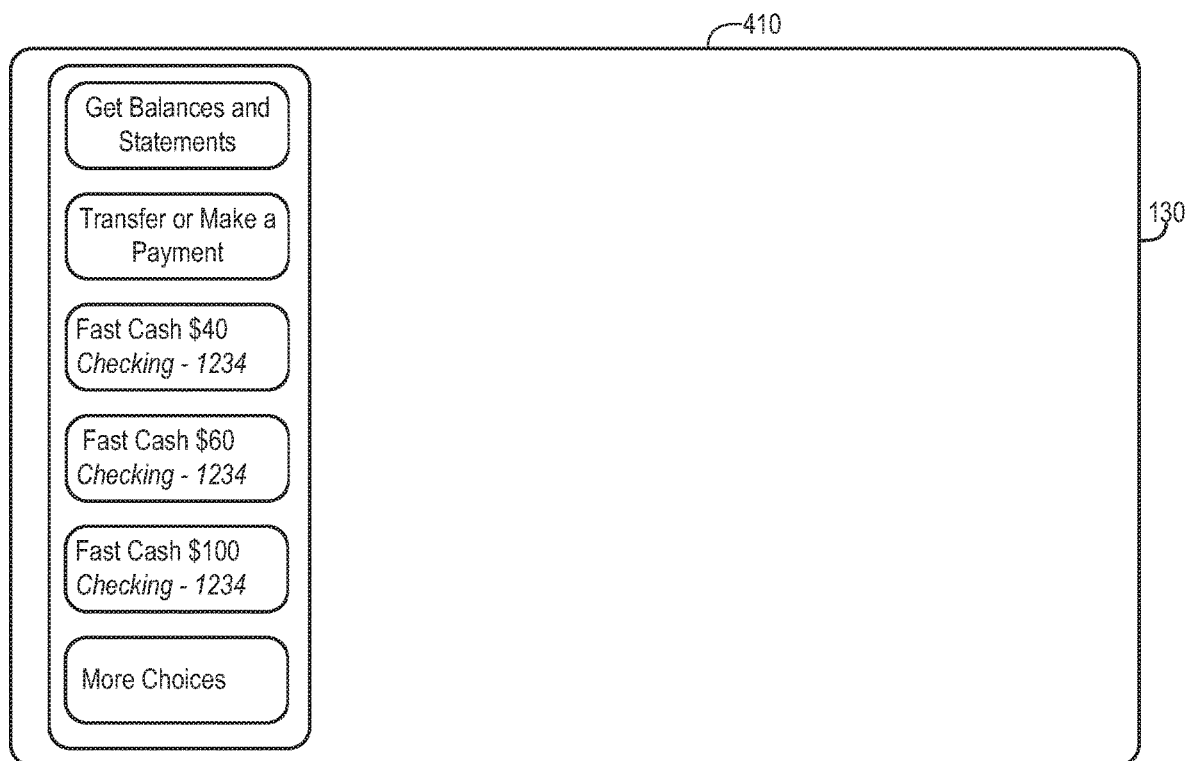 410
Get Balances and
Statements
130
Transfer or Make a
Payment
Fast Cash $40
Checking - 1234
Fast Cash $60
Checking - 1234
Fast Cash $100
Checking - 1234
More Choices